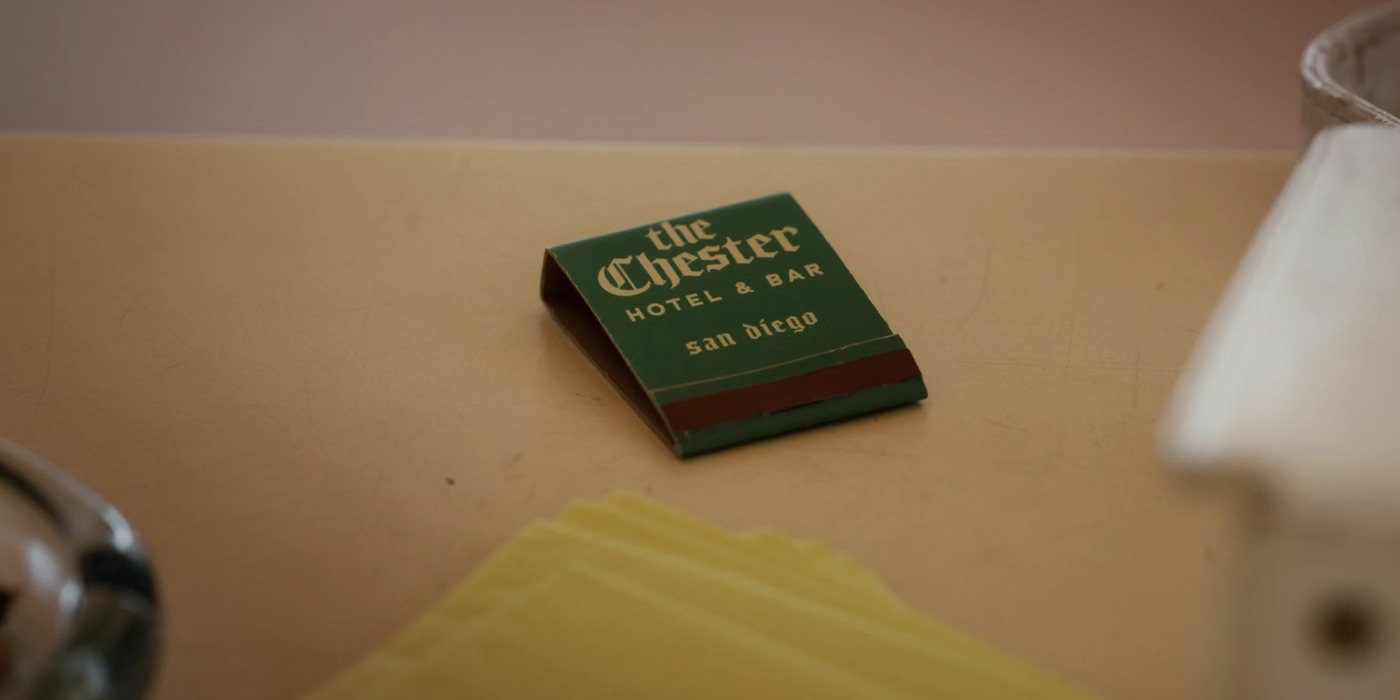 the
Chester
HOTEL & BAR
san diego